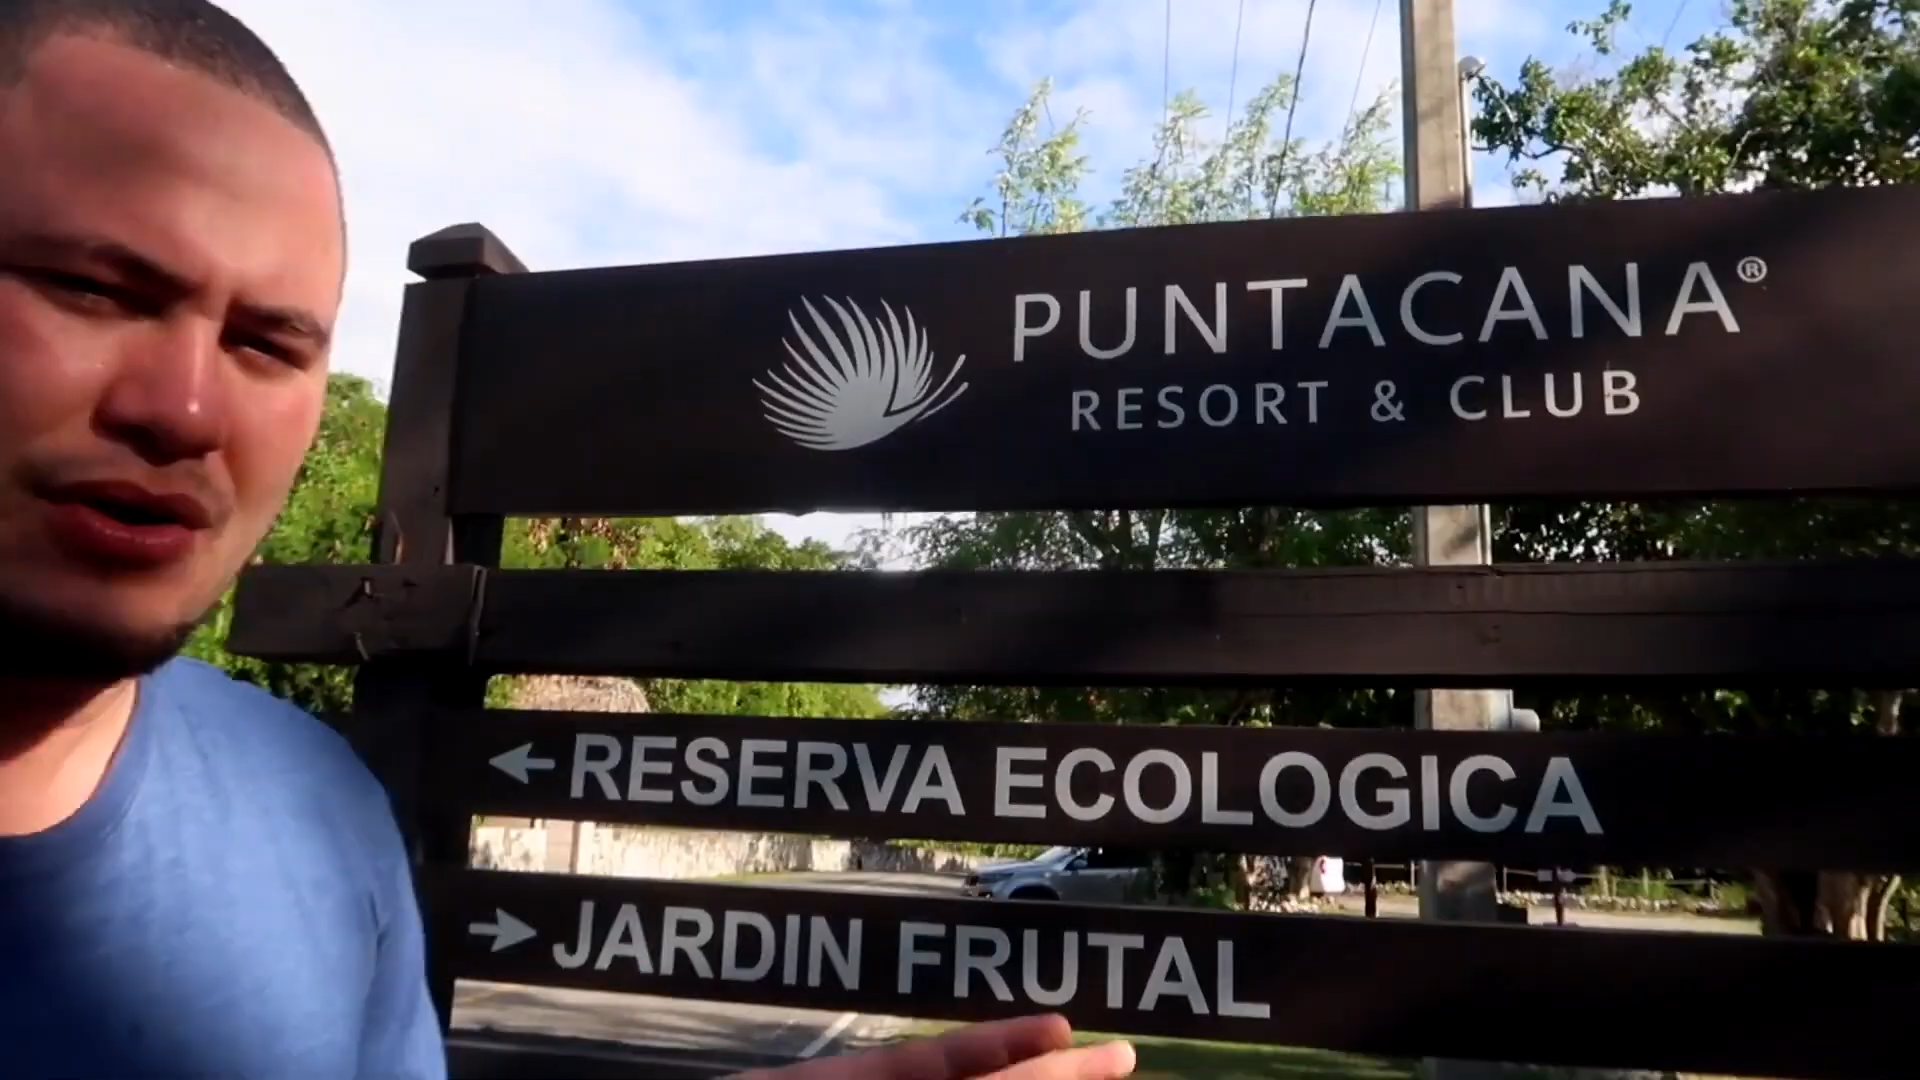 PUNTACANA®
RESORT & CLUB
← RESERVA ECOLOGICA
→ JARDIN FRUTAL